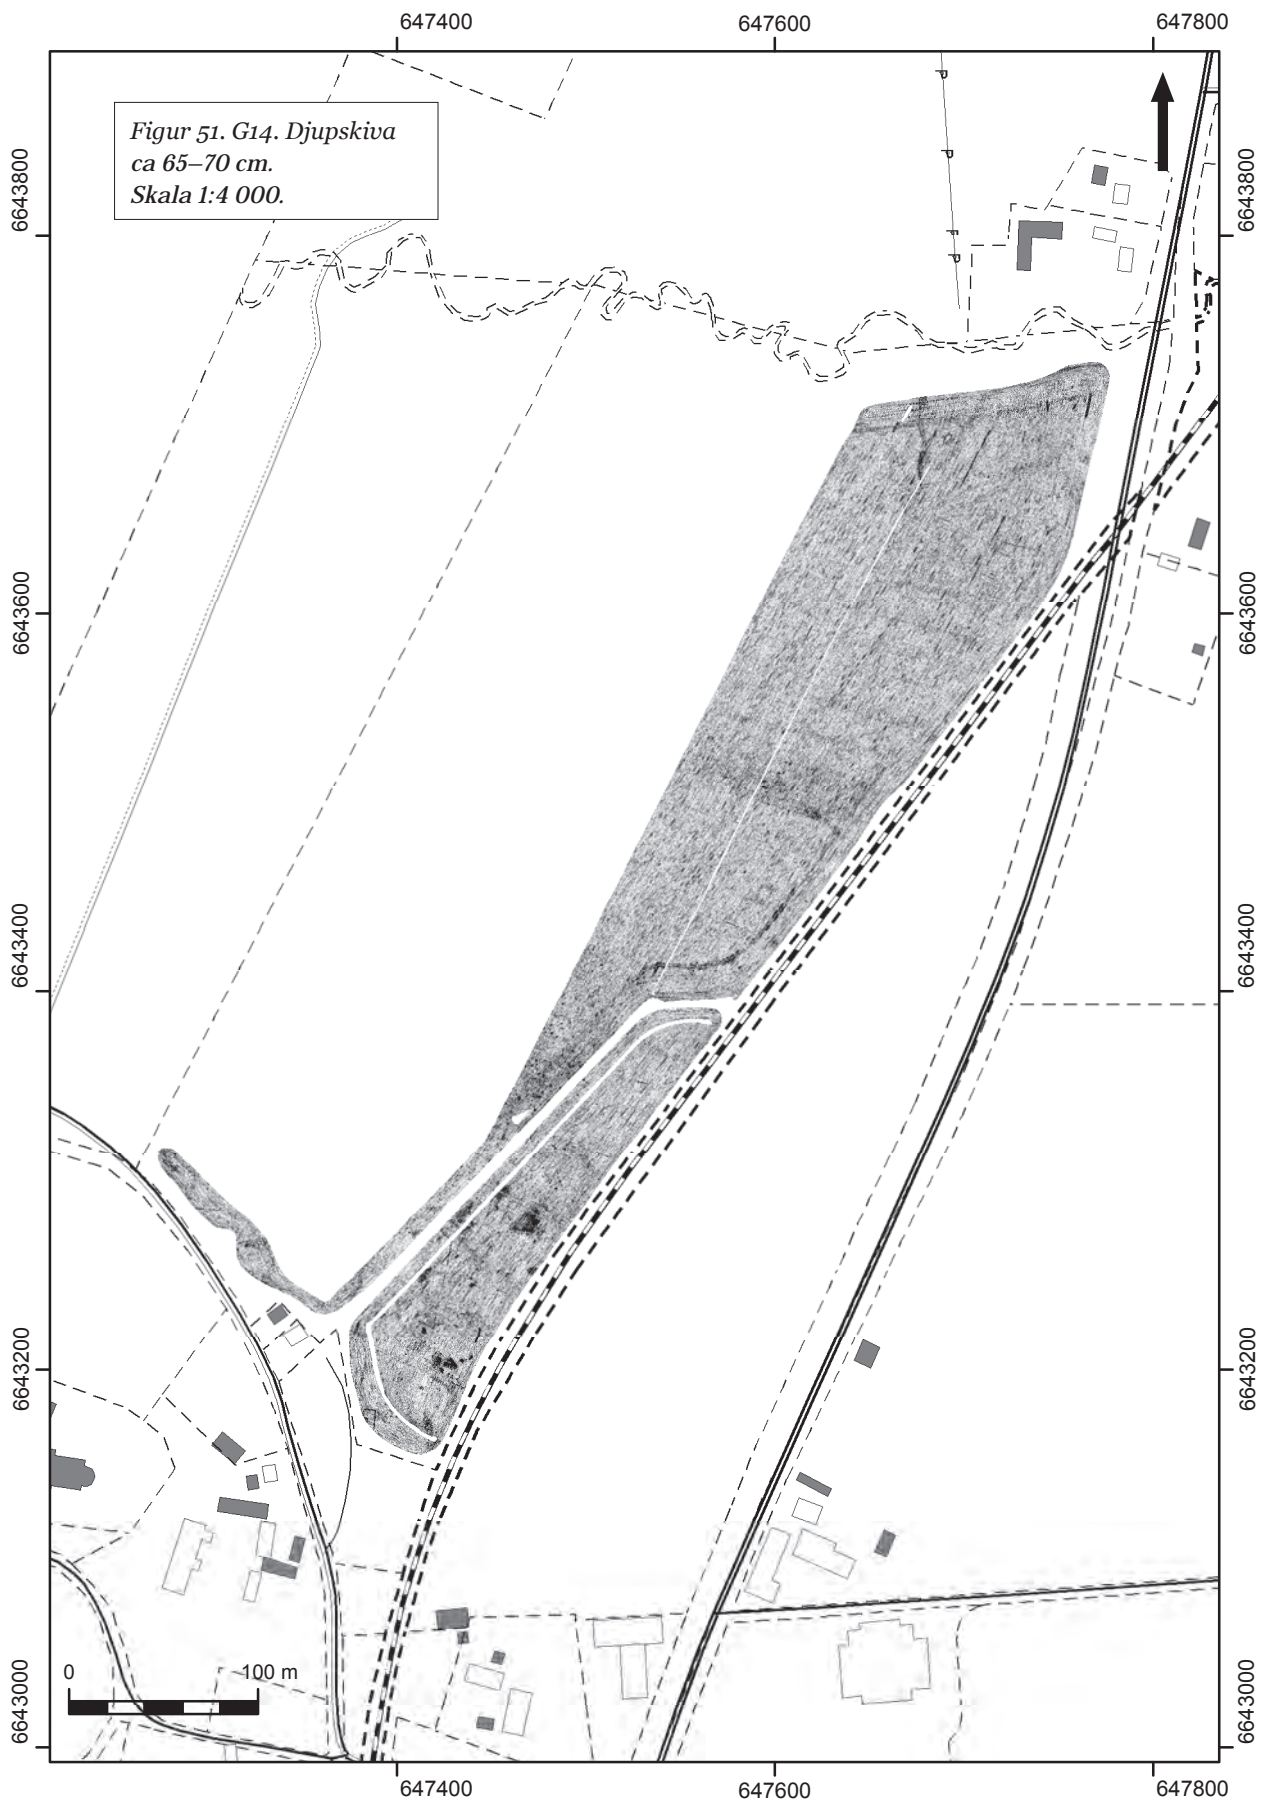 647400 647600 647800
Figur 51. G14. Djupskiva
ca 65–70 cm.
Skala 1:4 000.
P
P
P
P
6643800 6643800
6643600 6643600
6643400 6643400
6643200 6643200
6643000 6643000
0 100 m
647400 647600 647800